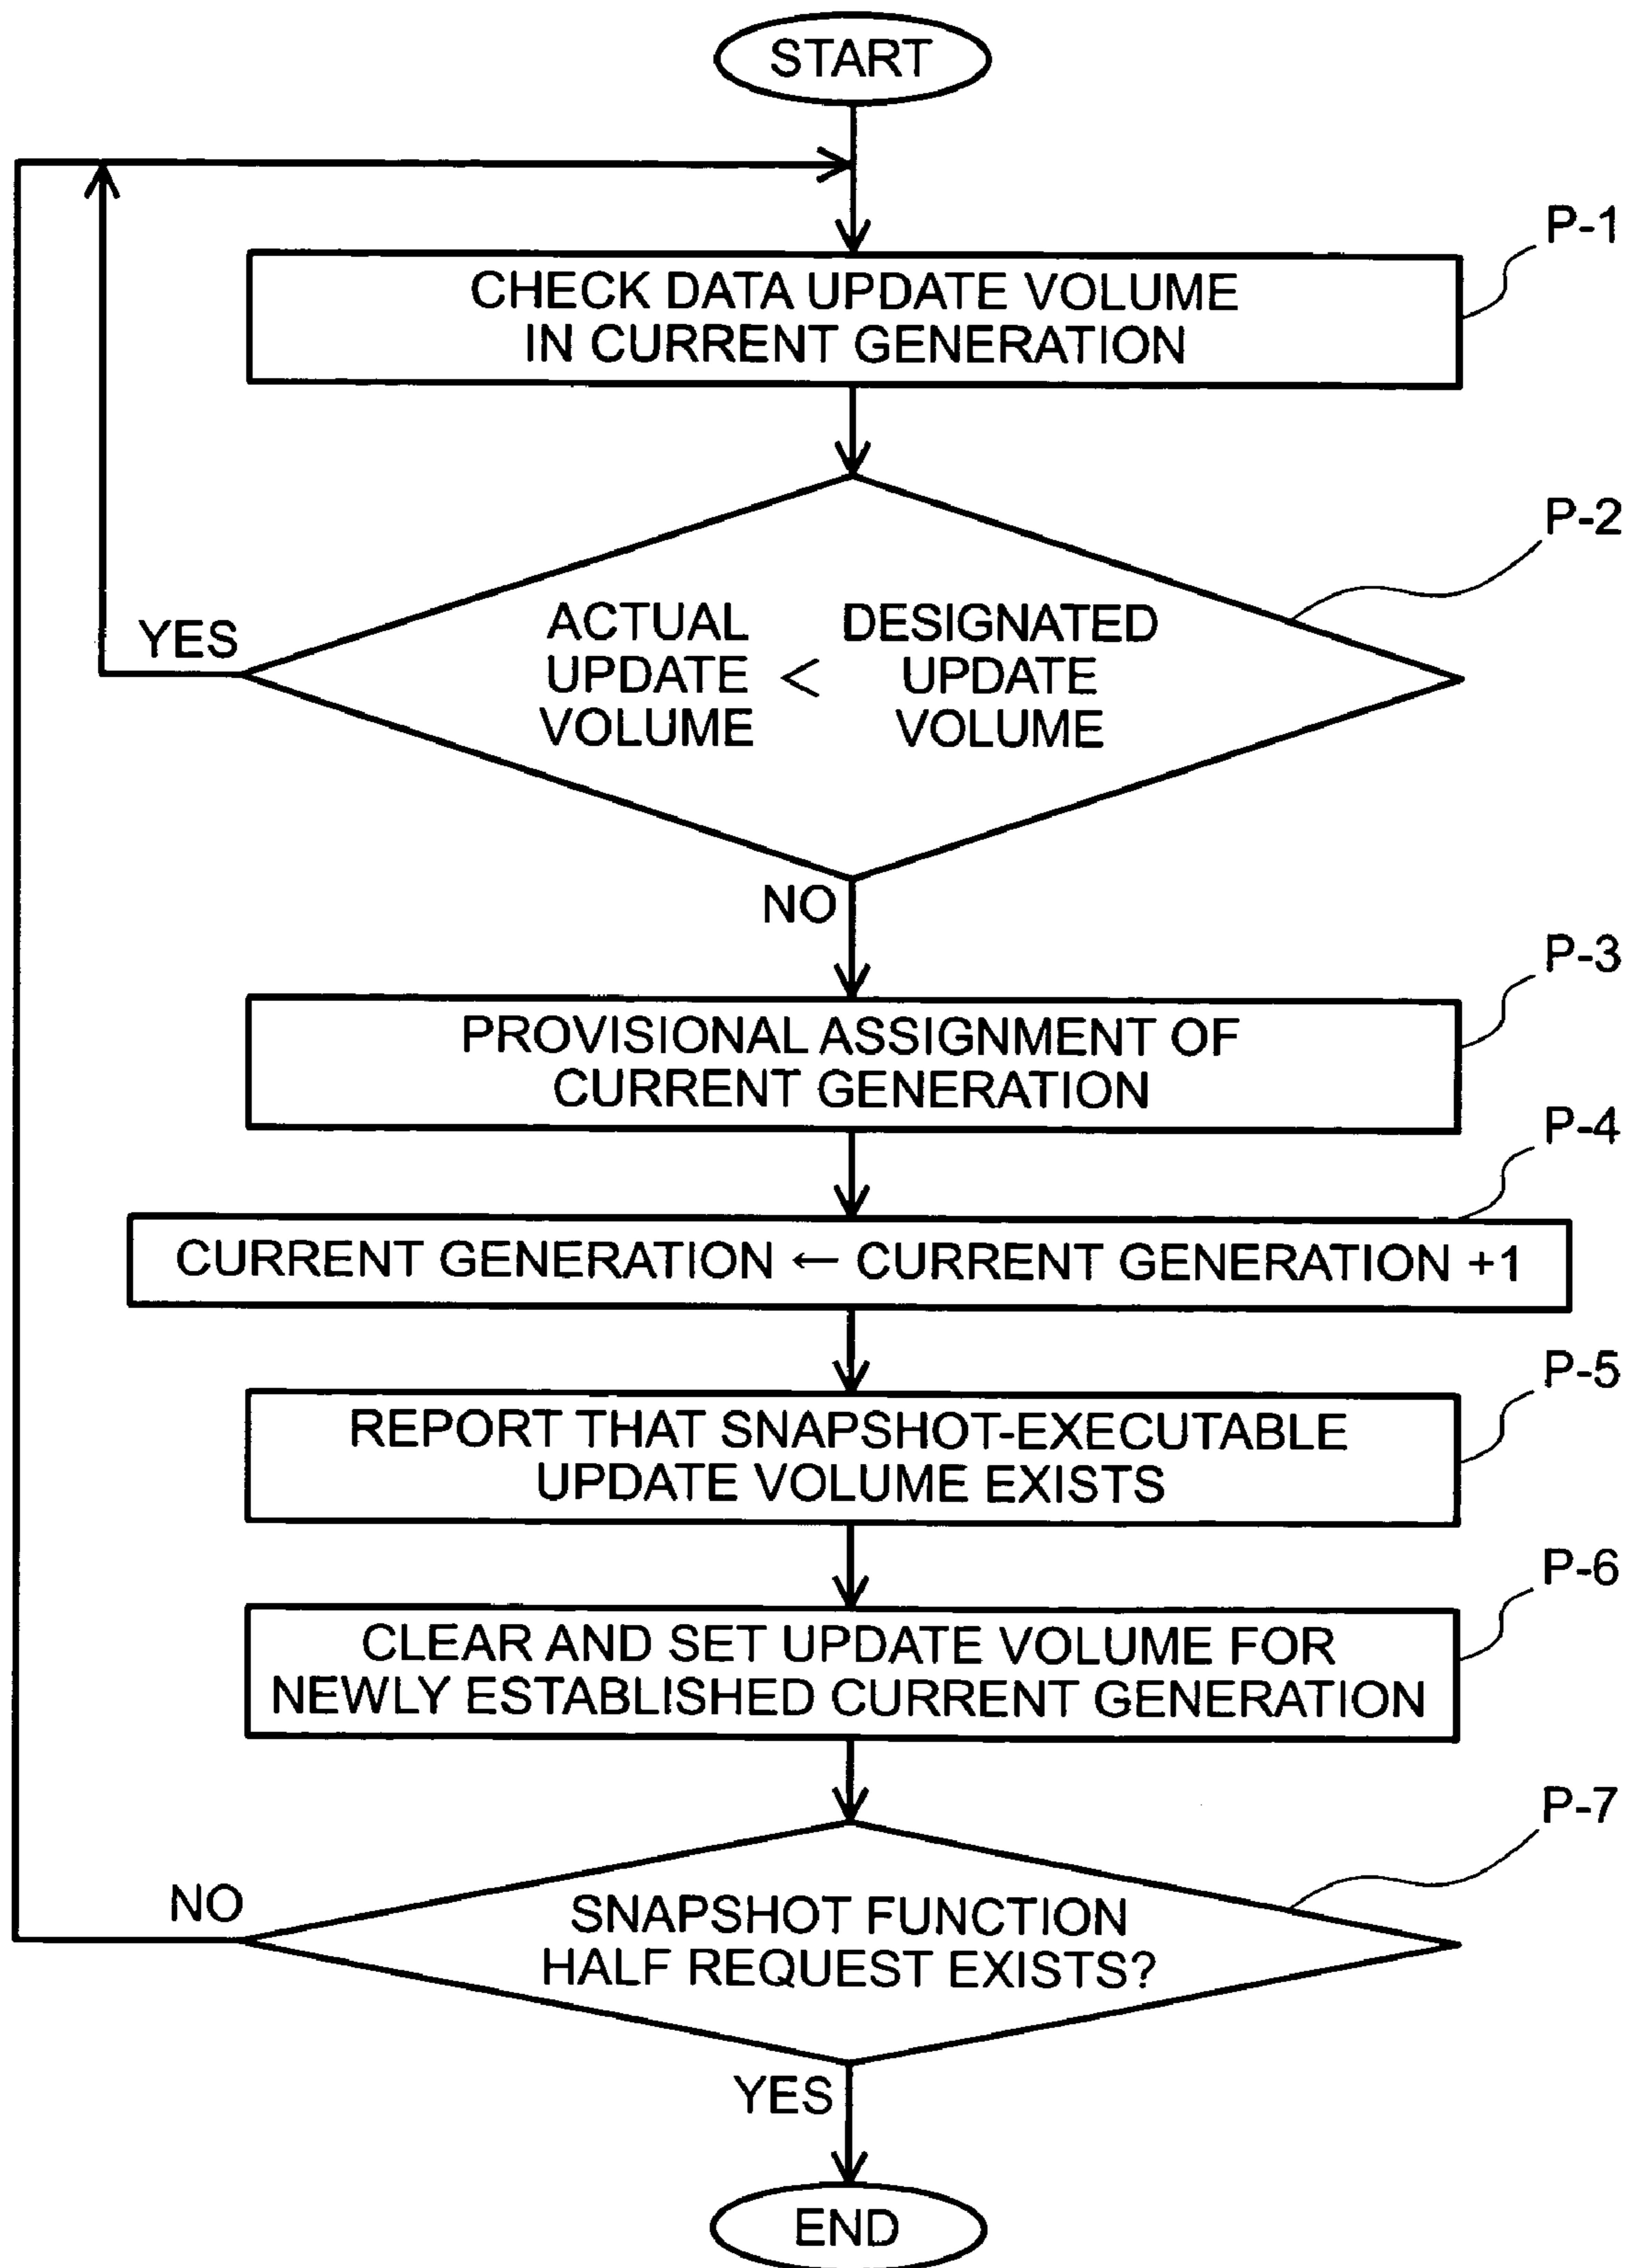 START
P-1
CHECK DATA UPDATE VOLUME
IN CURRENT GENERATION
P-2
YES
ACTUAL UPDATE VOLUME < DESIGNATED UPDATE VOLUME
NO
P-3
PROVISIONAL ASSIGNMENT OF
CURRENT GENERATION
P-4
CURRENT GENERATION ← CURRENT GENERATION +1
P-5
REPORT THAT SNAPSHOT-EXECUTABLE
UPDATE VOLUME EXISTS
P-6
CLEAR AND SET UPDATE VOLUME FOR
NEWLY ESTABLISHED CURRENT GENERATION
P-7
NO
SNAPSHOT FUNCTION
HALF REQUEST EXISTS?
YES
END